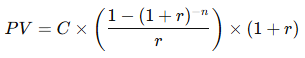 PV = C × ( (1 − (1 + r)⁻ⁿ) / r ) × (1 + r)